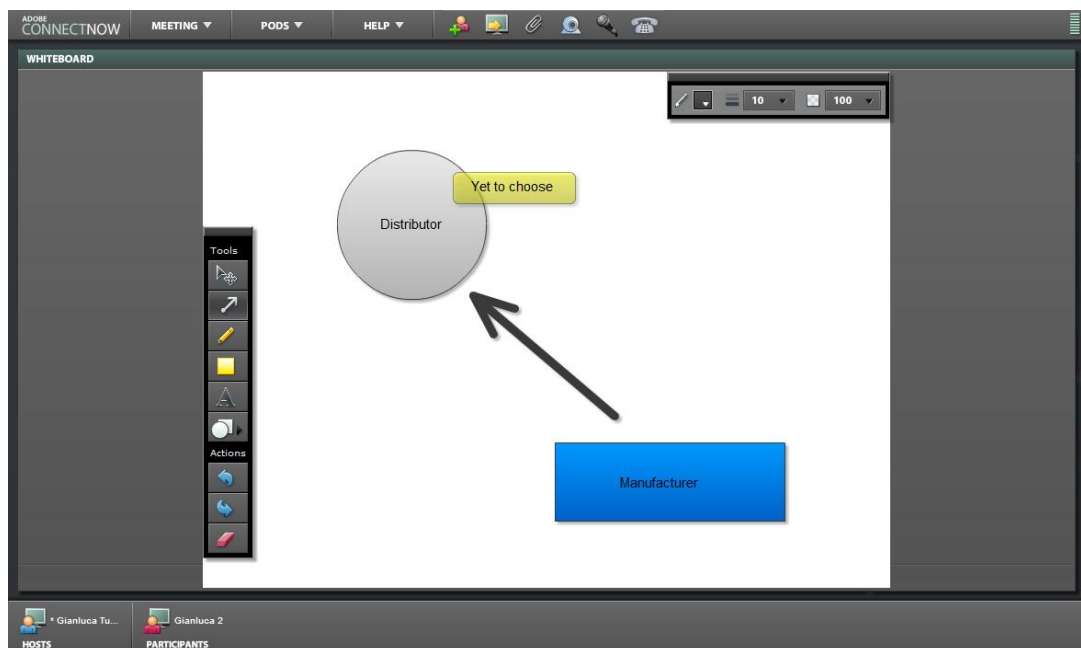 ADOBE
CONNECTNOW MEETING PODS HELP
WHITEBOARD
10 100
Yet to choose
Distributor
Tools
Actions
Manufacturer
* Gianluca Tu... Gianluca 2
HOSTS PARTICIPANTS